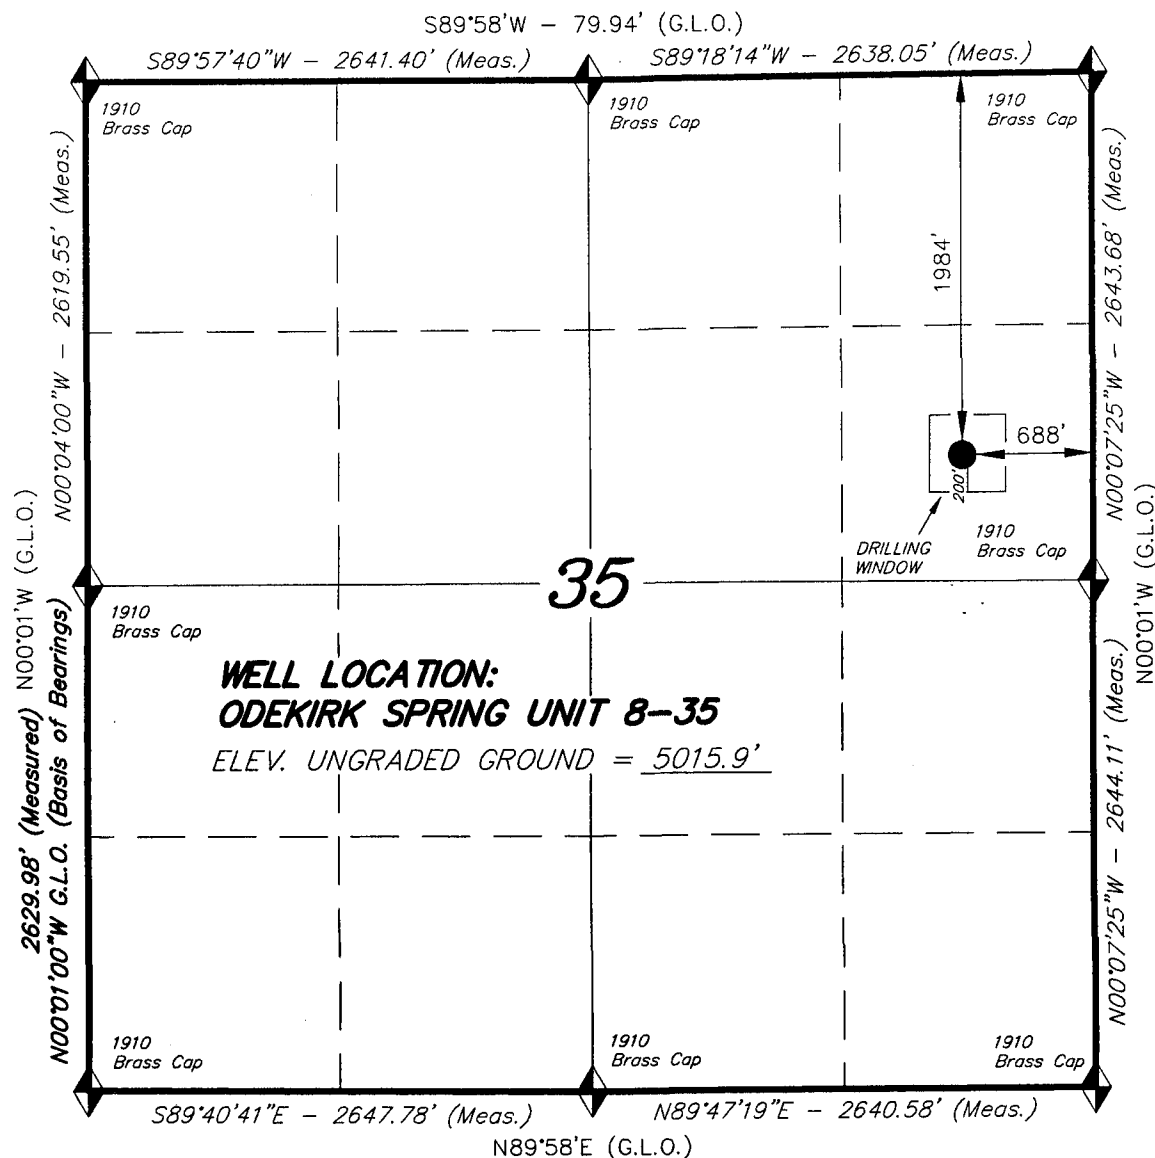 S89°58'W – 79.94' (G.L.O.)
S89°57'40"W – 2641.40' (Meas.)
S89°18'14"W – 2638.05' (Meas.)
1910
Brass Cap
1910
Brass Cap
1910
Brass Cap
N00°04'00"W – 2619.55' (Meas.)
N00°07'25"W – 2643.68' (Meas.)
1984'
688'
200'
DRILLING
WINDOW
1910
Brass Cap
N00°01'W (G.L.O.)
N00°01'W (G.L.O.)
35
1910
Brass Cap
WELL LOCATION:
ODEKIRK SPRING UNIT 8–35
ELEV. UNGRADED GROUND = 5015.9'
2629.98' (Measured)
N00°01'00"W G.L.O. (Basis of Bearings)
N00°07'25"W – 2644.11' (Meas.)
1910
Brass Cap
1910
Brass Cap
1910
Brass Cap
S89°40'41"E – 2647.78' (Meas.)
N89°47'19"E – 2640.58' (Meas.)
N89°58'E (G.L.O.)